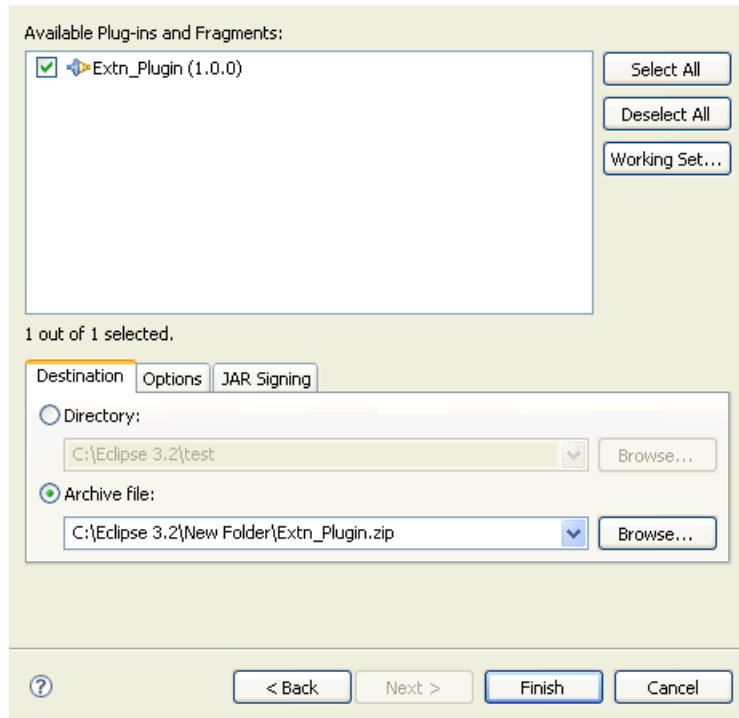 Available Plug-ins and Fragments:
Extn_Plugin (1.0.0)
Select All
Deselect All
Working Set...
1 out of 1 selected.
Destination Options JAR Signing
Directory:
C:\Eclipse 3.2\test Browse...
Archive file:
C:\Eclipse 3.2\New Folder\Extn_Plugin.zip Browse...
? < Back Next > Finish Cancel